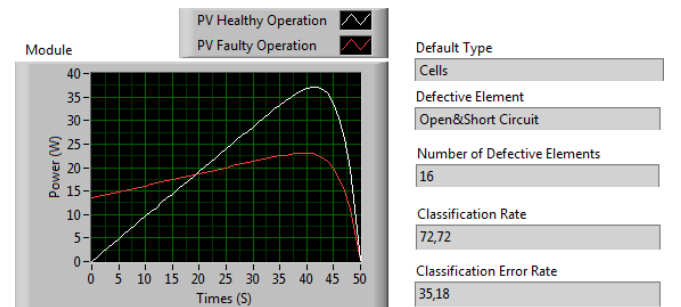 PV Healthy Operation
PV Faulty Operation
Module
40
35
30
25
20
15
10
5
0
Power (W)
0 5 10 15 20 25 30 35 40 45 50
Times (S)
Default Type
Cells
Defective Element
Open&Short Circuit
Number of Defective Elements
16
Classification Rate
72,72
Classification Error Rate
35,18